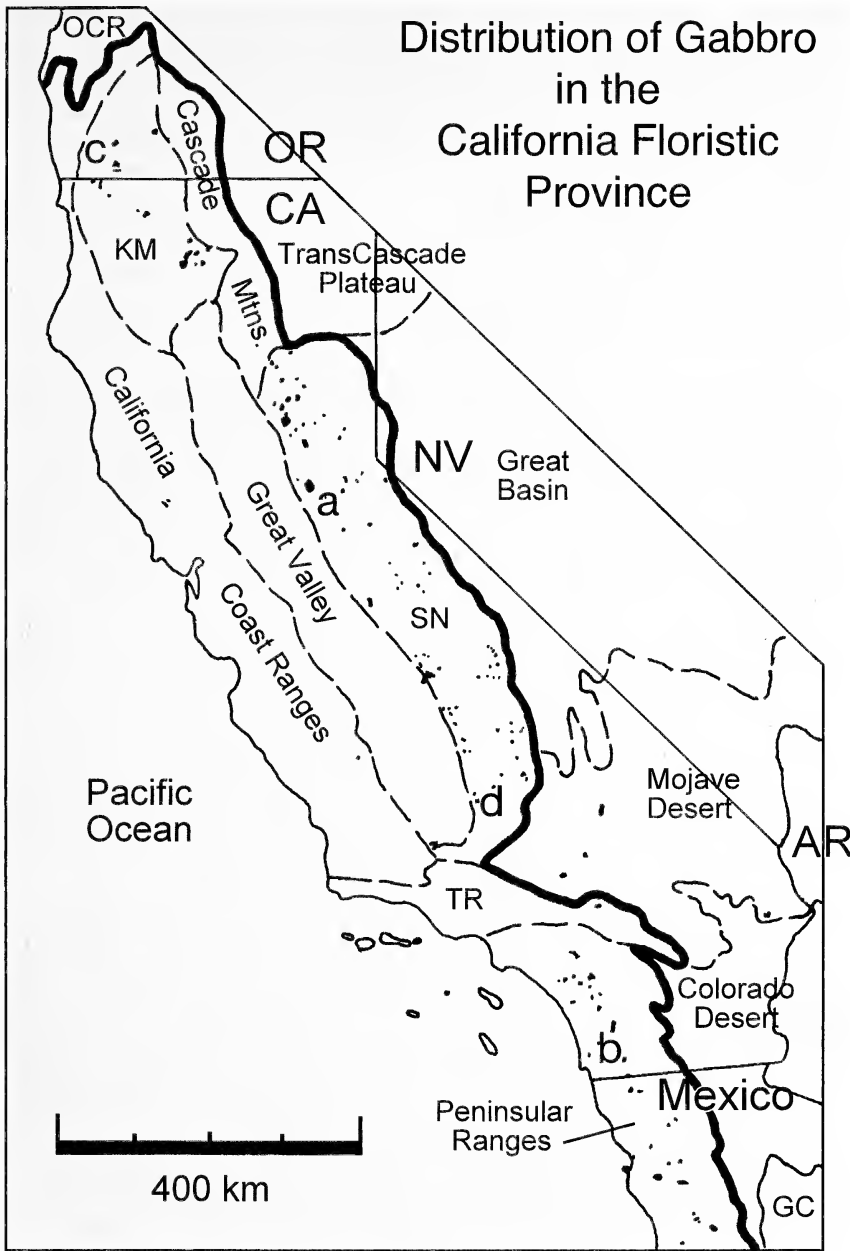 Distribution of Gabbro
in the
California Floristic
Province
OCR
Cascade
Mtns.
c
OR
CA
KM
TransCascade
Plateau
California
Coast Ranges
Great Valley
a
NV
Great
Basin
SN
Pacific
Ocean
d
Mojave
Desert
AR
TR
Colorado
Desert
b
Mexico
Peninsular
Ranges
GC
400 km